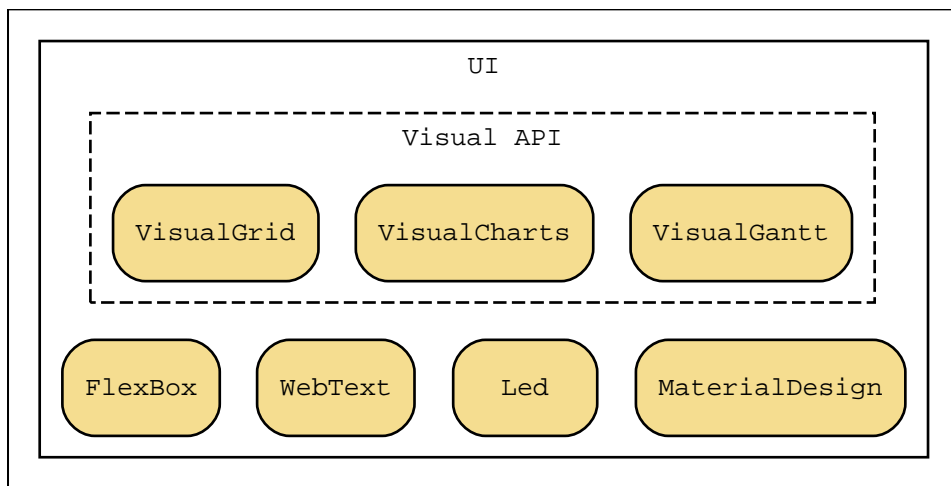 UI
Visual API
VisualGrid VisualCharts VisualGantt
FlexBox WebText Led MaterialDesign